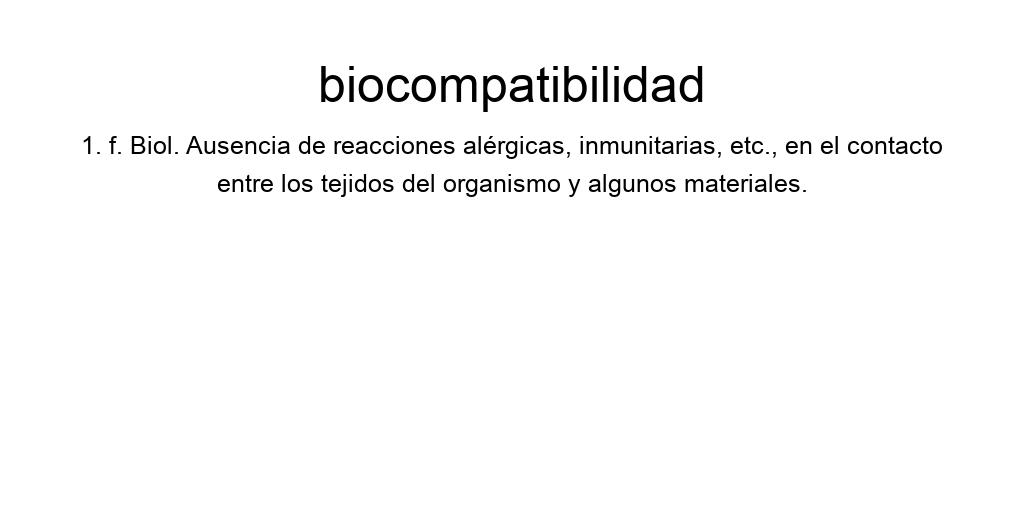 biocompatibilidad
1. f. Biol. Ausencia de reacciones alérgicas, inmunitarias, etc., en el contacto
entre los tejidos del organismo y algunos materiales.